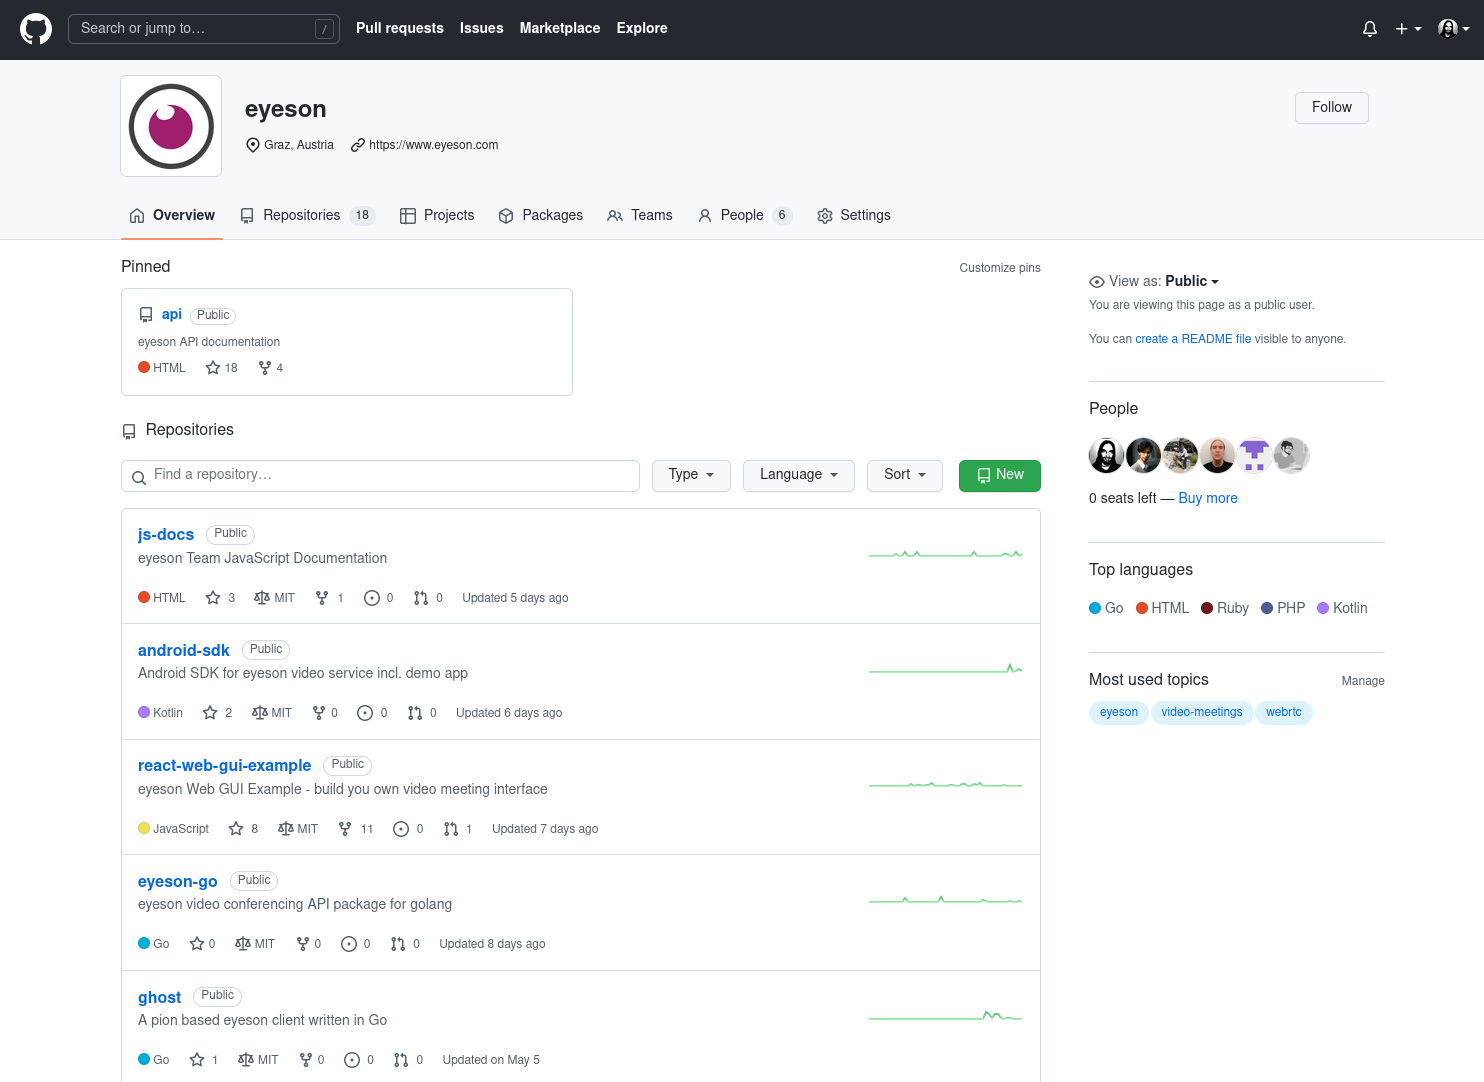 Search or jump to…
/
Pull requests Issues Marketplace Explore
eyeson
Graz, Austria https://www.eyeson.com
Follow
Overview Repositories 18 Projects Packages Teams People 6 Settings
Pinned
Customize pins
api Public
eyeson API documentation
HTML 18 4
Repositories
Find a repository…
Type Language Sort New
js-docs Public
eyeson Team JavaScript Documentation
HTML 3 MIT 1 0 0 Updated 5 days ago
android-sdk Public
Android SDK for eyeson video service incl. demo app
Kotlin 2 MIT 0 0 0 Updated 6 days ago
react-web-gui-example Public
eyeson Web GUI Example - build you own video meeting interface
JavaScript 8 MIT 11 0 1 Updated 7 days ago
eyeson-go Public
eyeson video conferencing API package for golang
Go 0 MIT 0 0 0 Updated 8 days ago
ghost Public
A pion based eyeson client written in Go
Go 1 MIT 0 0 0 Updated on May 5
View as: Public
You are viewing this page as a public user.
You can create a README file visible to anyone.
People
0 seats left — Buy more
Top languages
Go HTML Ruby PHP Kotlin
Most used topics
Manage
eyeson video-meetings webrtc